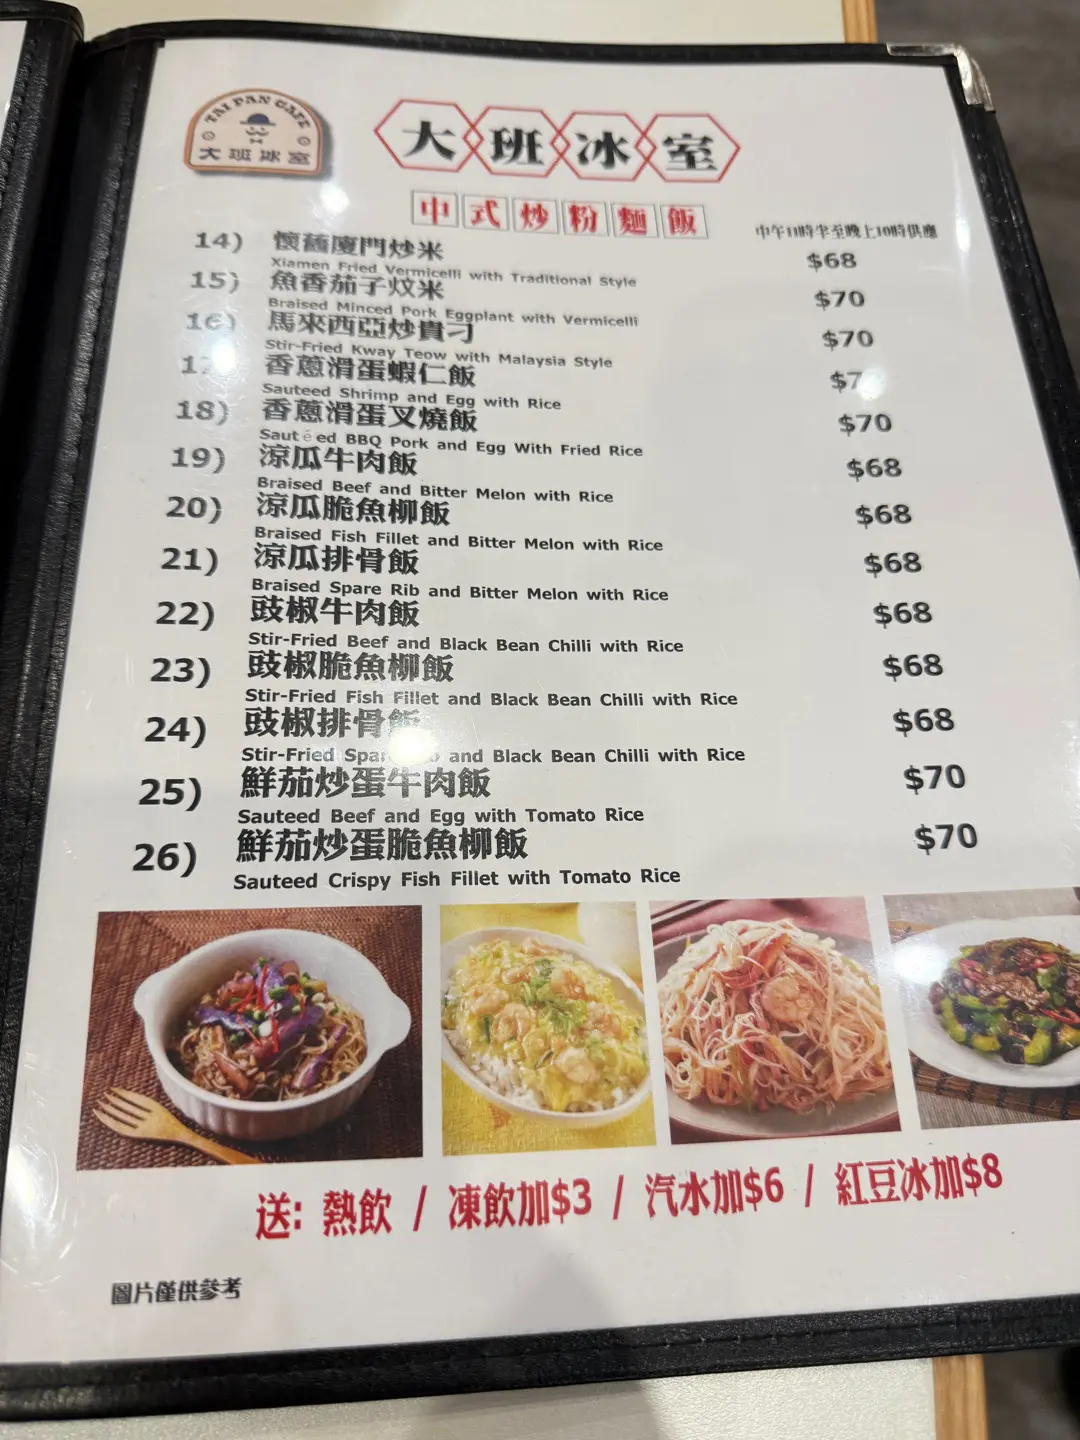 TAI PAN CAFE
大班冰室
大班冰室
中式炒粉麵飯
中午11時半至晚上10時供應
14) 懷舊廈門炒米 $68
Xiamen Fried Vermicelli with Traditional Style
15) 魚香茄子炆米 $70
Braised Minced Pork Eggplant with Vermicelli
16) 馬來西亞炒貴刁 $70
Stir-Fried Kway Teow with Malaysia Style
香蔥滑蛋蝦仁飯
Sauteed Shrimp and Egg with Rice
18) 香蔥滑蛋叉燒飯 $70
Sautéed BBQ Pork and Egg With Fried Rice
19) 涼瓜牛肉飯 $68
Braised Beef and Bitter Melon with Rice
20) 涼瓜脆魚柳飯 $68
Braised Fish Fillet and Bitter Melon with Rice
21) 涼瓜排骨飯 $68
Braised Spare Rib and Bitter Melon with Rice
22) 豉椒牛肉飯 $68
Stir-Fried Beef and Black Bean Chilli with Rice
23) 豉椒脆魚柳飯 $68
Stir-Fried Fish Fillet and Black Bean Chilli with Rice
24) 豉椒排骨飯 $68
Stir-Fried and Black Bean Chilli with Rice
25) 鮮茄炒蛋牛肉飯 $70
Sauteed Beef and Egg with Tomato Rice
26) 鮮茄炒蛋脆魚柳飯 $70
Sauteed Crispy Fish Fillet with Tomato Rice
送: 熱飲 / 凍飲加$3 / 汽水加$6 / 紅豆冰加$8
圖片僅供參考